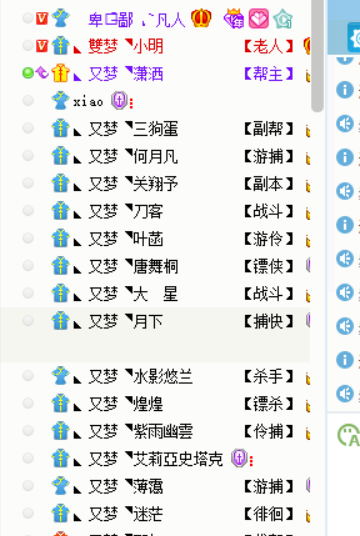 卑鄙 凡人
雙梦 小明 【老人】
又梦 潇洒 【帮主】
xiao
又梦 三狗蛋 【副帮】
又梦 何月凡 【游捕】
又梦 关翔予 【副本】
又梦 刀客 【战斗】
又梦 叶菡 【游伶】
又梦 唐舞桐 【镖侠】
又梦 大 星 【战斗】
又梦 月下 【捕快】
又梦 水影悠兰 【杀手】
又梦 煌煌 【镖杀】
又梦 紫雨幽雲 【伶捕】
又梦 艾莉亞史塔克
又梦 薄霭 【游捕】
又梦 迷茫 【徘徊】